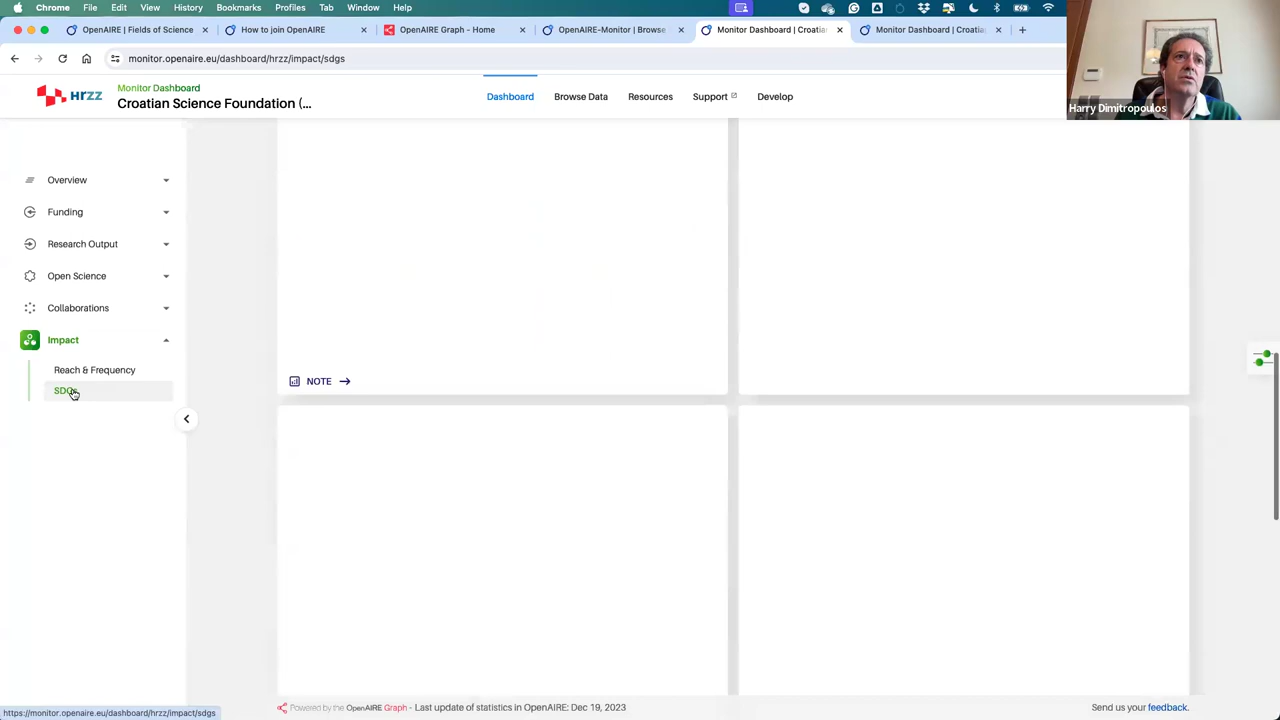 Chrome File Edit View History Bookmarks Profiles Tab Window Help
OpenAIRE | Fields of Science
How to join OpenAIRE
OpenAIRE Graph - Home
OpenAIRE-Monitor | Browse
Monitor Dashboard | Croatia
Monitor Dashboard | Croatia
monitor.openaire.eu/dashboard/hrzz/impact/sdgs
Harry Dimitropoulos
hrzz
Monitor Dashboard
Croatian Science Foundation (...
Dashboard Browse Data Resources Support Develop
Overview
Funding
Research Output
Open Science
Collaborations
Impact
Reach & Frequency
SDGs
NOTE
Powered by the OpenAIRE Graph - Last update of statistics in OpenAIRE: Dec 19, 2023
Send us your feedback.
https://monitor.openaire.eu/dashboard/hrzz/impact/sdgs